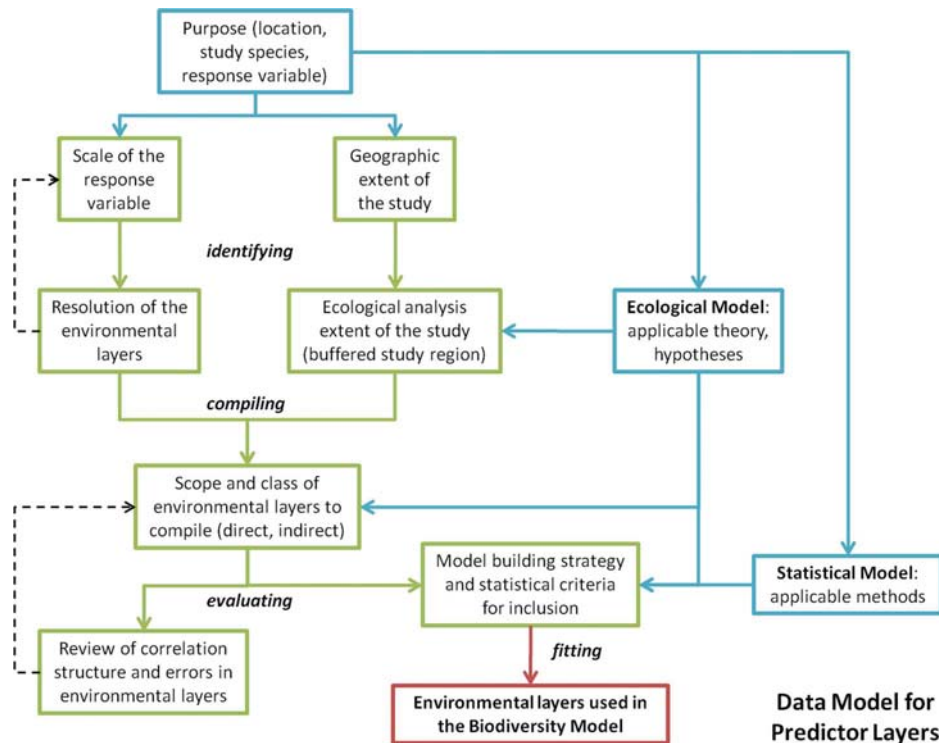 Purpose (location,
study species,
response variable)
Scale of the
response
variable
Geographic
extent of
the study
identifying
Resolution of the
environmental
layers
Ecological analysis
extent of the study
(buffered study region)
Ecological Model:
applicable theory,
hypotheses
compiling
Scope and class of
environmental layers to
compile (direct, indirect)
Model building strategy
and statistical criteria
for inclusion
Statistical Model:
applicable methods
evaluating
Review of correlation
structure and errors in
environmental layers
fitting
Environmental layers used in
the Biodiversity Model
Data Model for
Predictor Layers